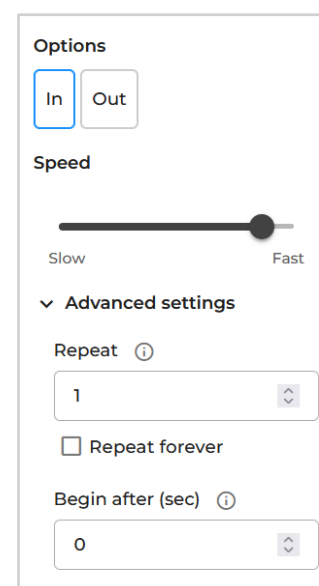 Options
In Out
Speed
Slow Fast
Advanced settings
Repeat
1
Repeat forever
Begin after (sec)
0